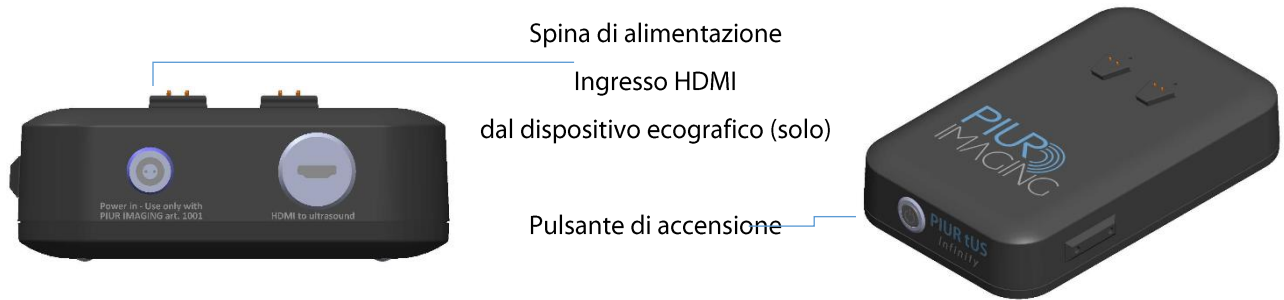 Spina di alimentazione
Ingresso HDMI
dal dispositivo ecografico (solo)
Pulsante di accensione
Power in - Use only with
PIUR IMAGING art. 1001
HDMI to ultrasound
PIUR
IMAGING
PIUR tUS
Infinity